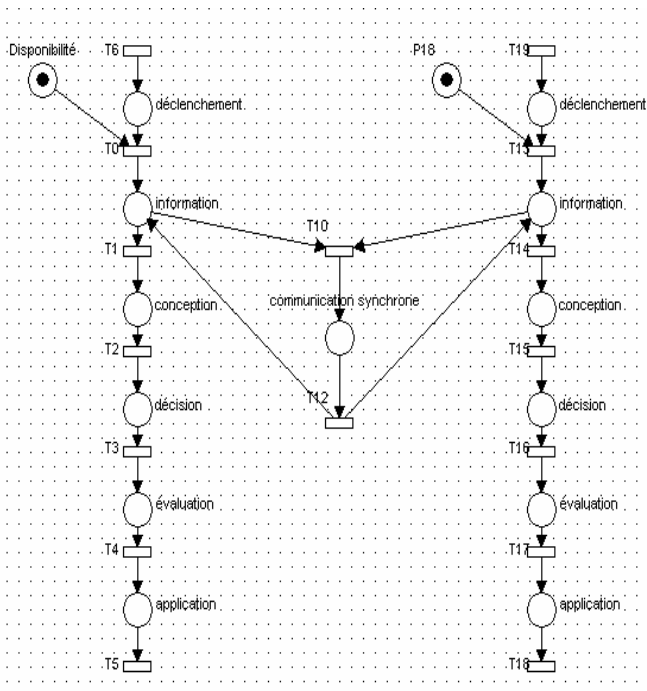 Disponibilité
T6
P18
T19
déclenchement
déclenchement
T0
T13
information
information
T10
T1
T14
communication synchrone
conception
conception
T2
T15
T12
décision
décision
T3
T16
évaluation
évaluation
T4
T17
application
application
T5
T18